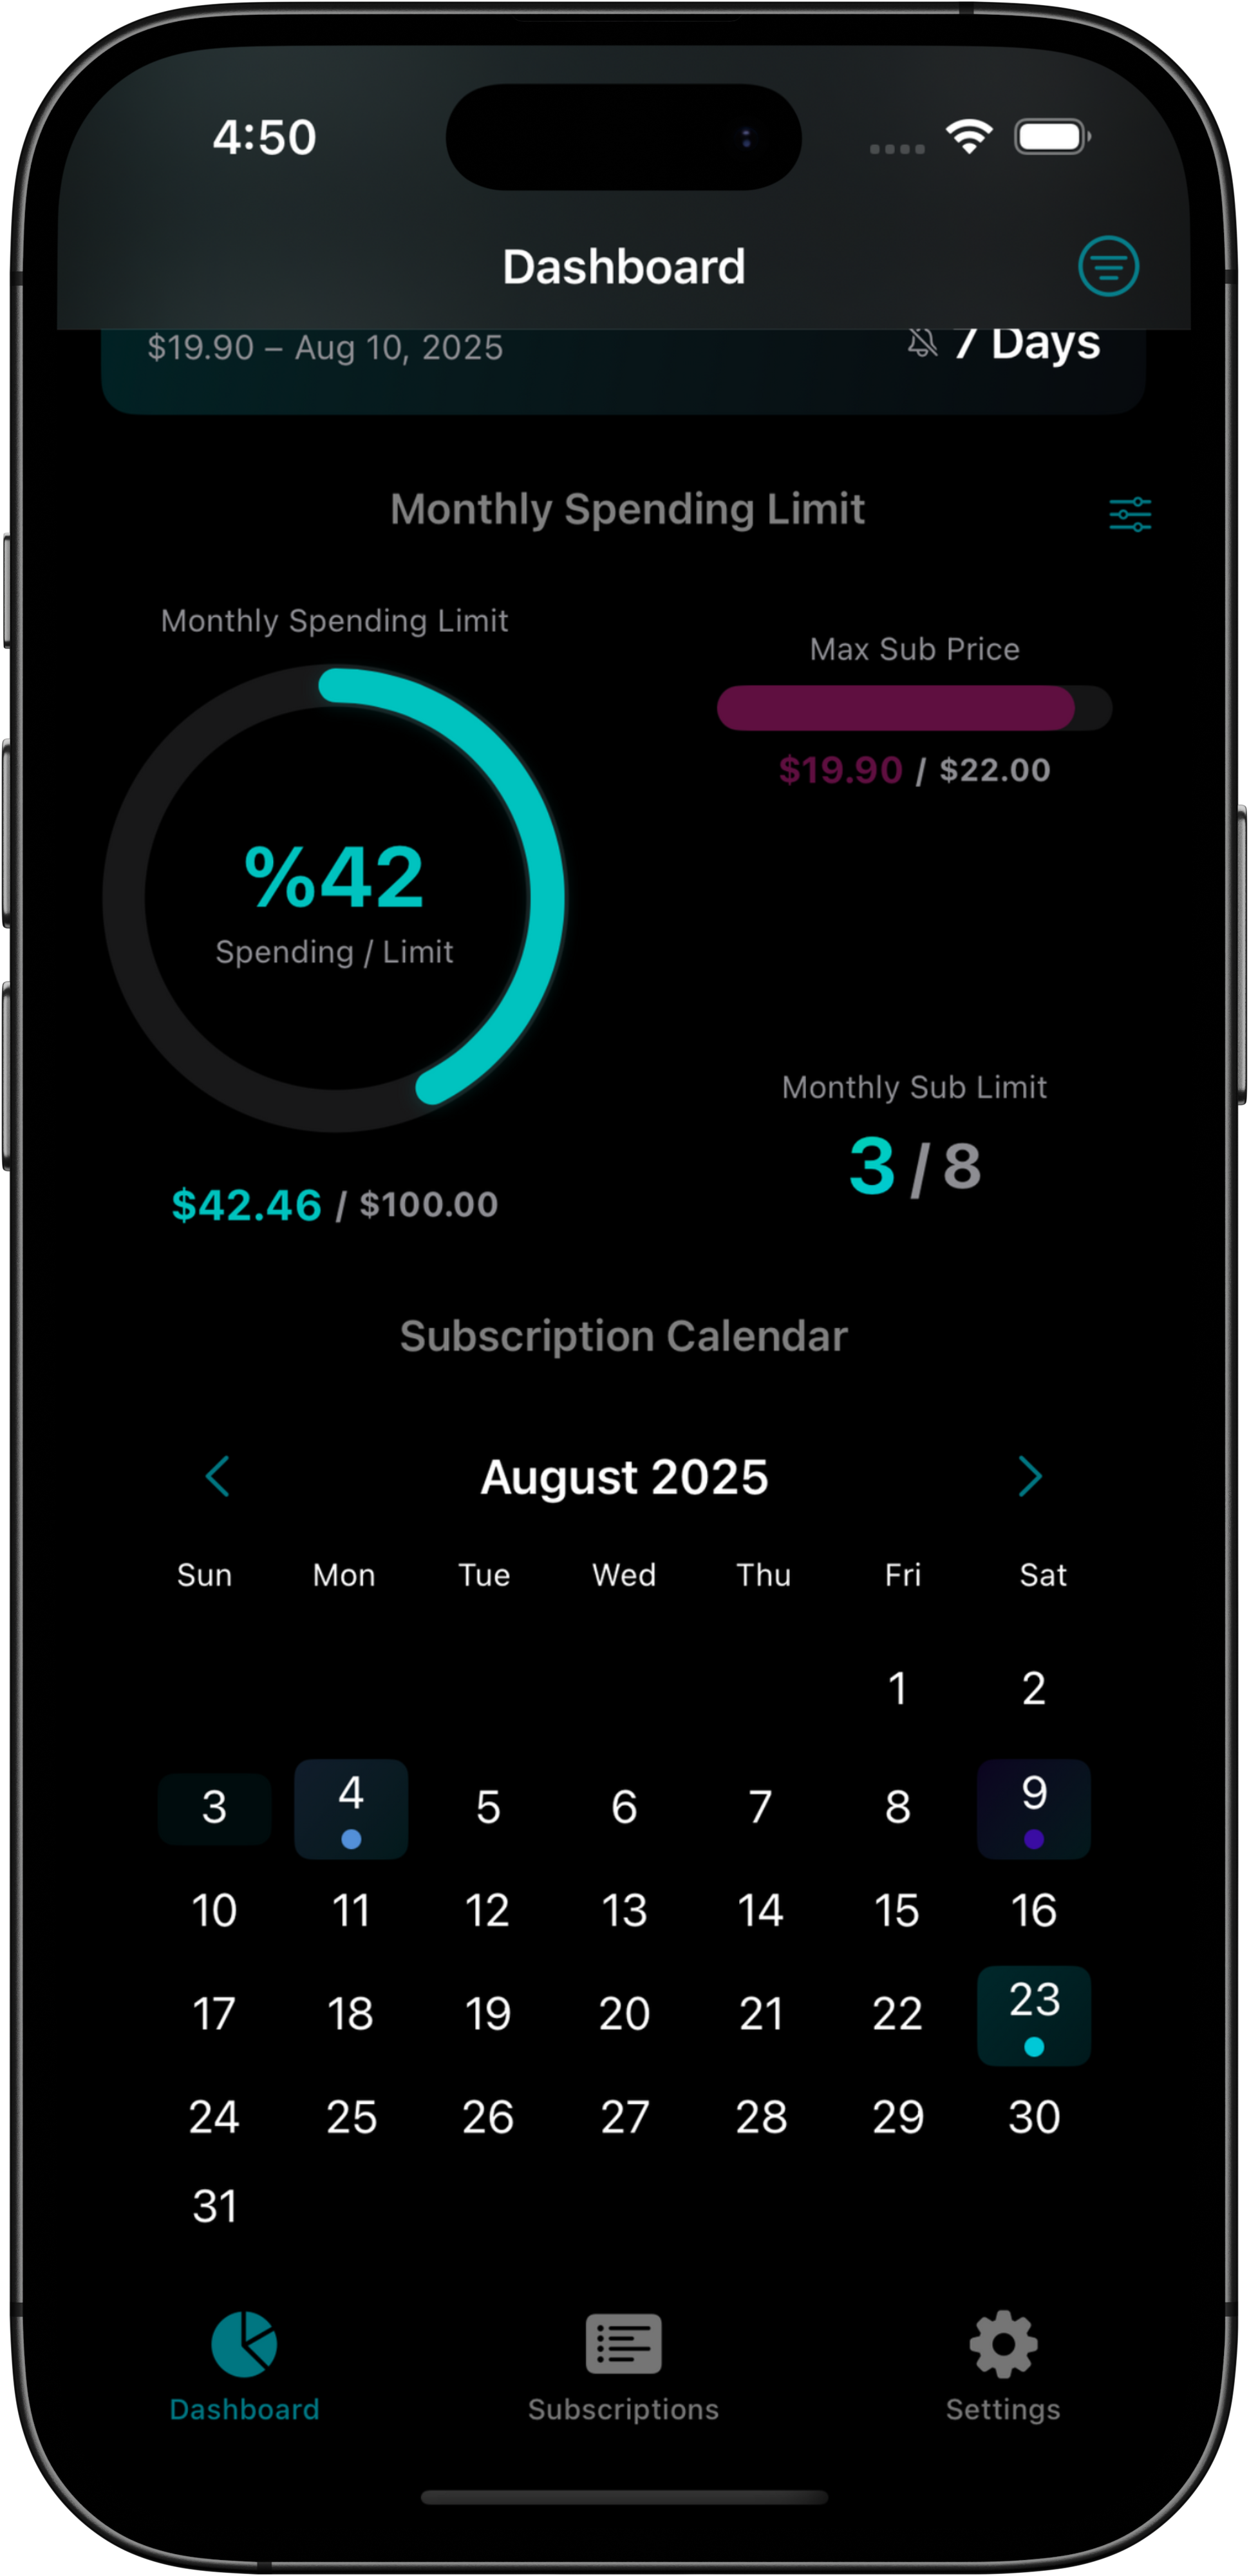 4:50
Dashboard
$19.90 – Aug 10, 2025
7 Days
Monthly Spending Limit
Monthly Spending Limit
Max Sub Price
$19.90 / $22.00
%42
Spending / Limit
Monthly Sub Limit
3 / 8
$42.46 / $100.00
Subscription Calendar
August 2025
Sun Mon Tue Wed Thu Fri Sat
1 2
3 4 5 6 7 8 9
10 11 12 13 14 15 16
17 18 19 20 21 22 23
24 25 26 27 28 29 30
31
Dashboard Subscriptions Settings